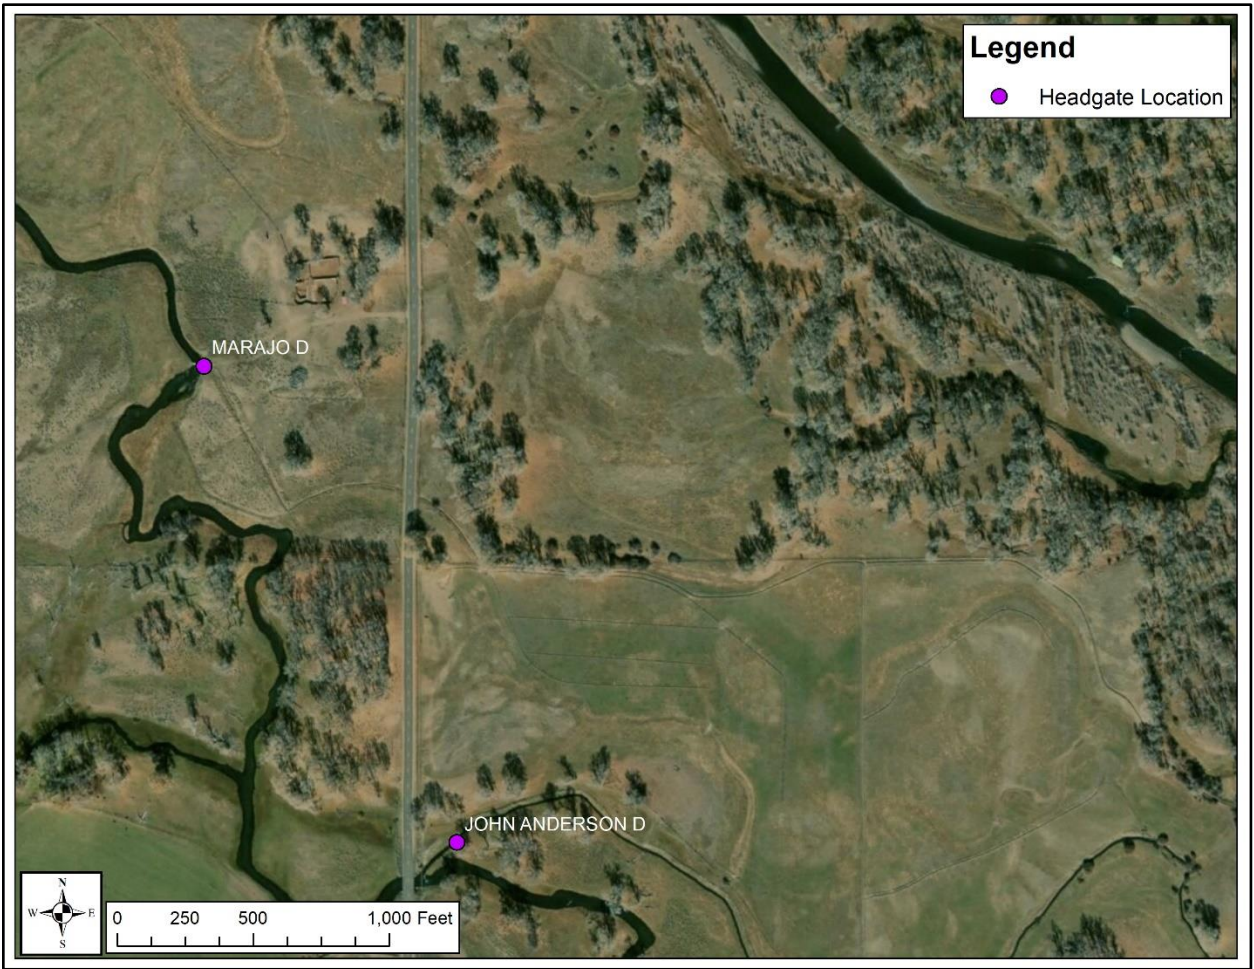 Legend
Headgate Location
MARAJO D
JOHN ANDERSON D
N
W E
S
0 250 500 1,000 Feet